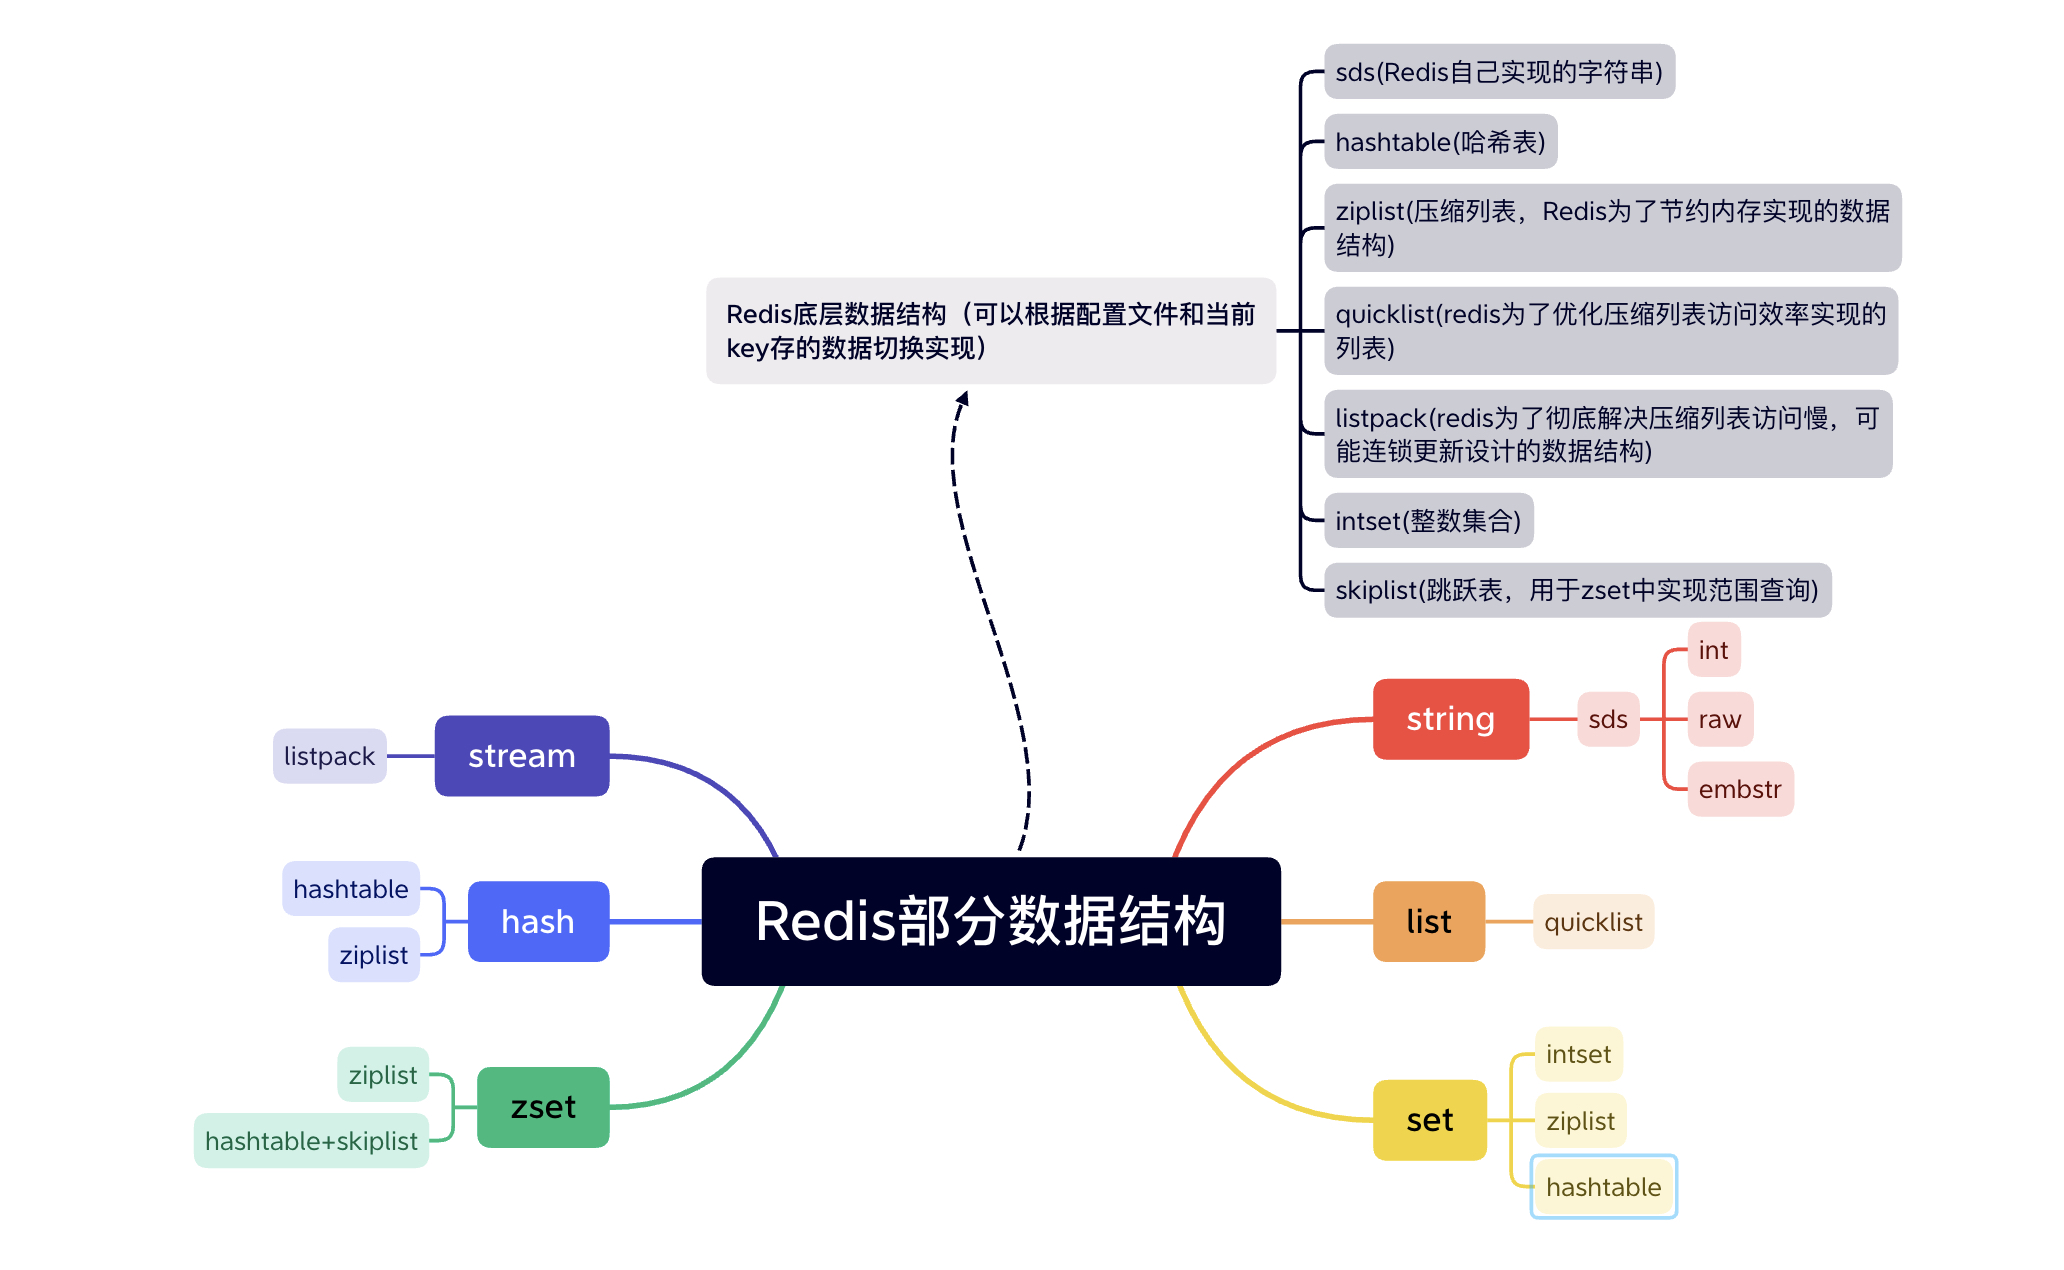 sds(Redis自己实现的字符串)
hashtable(哈希表)
ziplist(压缩列表，Redis为了节约内存实现的数据
结构)
Redis底层数据结构（可以根据配置文件和当前
key存的数据切换实现）
quicklist(redis为了优化压缩列表访问效率实现的
列表)
listpack(redis为了彻底解决压缩列表访问慢，可
能连锁更新设计的数据结构)
intset(整数集合)
skiplist(跳跃表，用于zset中实现范围查询)
Redis部分数据结构
string
sds
int
raw
embstr
list
quicklist
set
intset
ziplist
hashtable
stream
listpack
hash
hashtable
ziplist
zset
ziplist
hashtable+skiplist